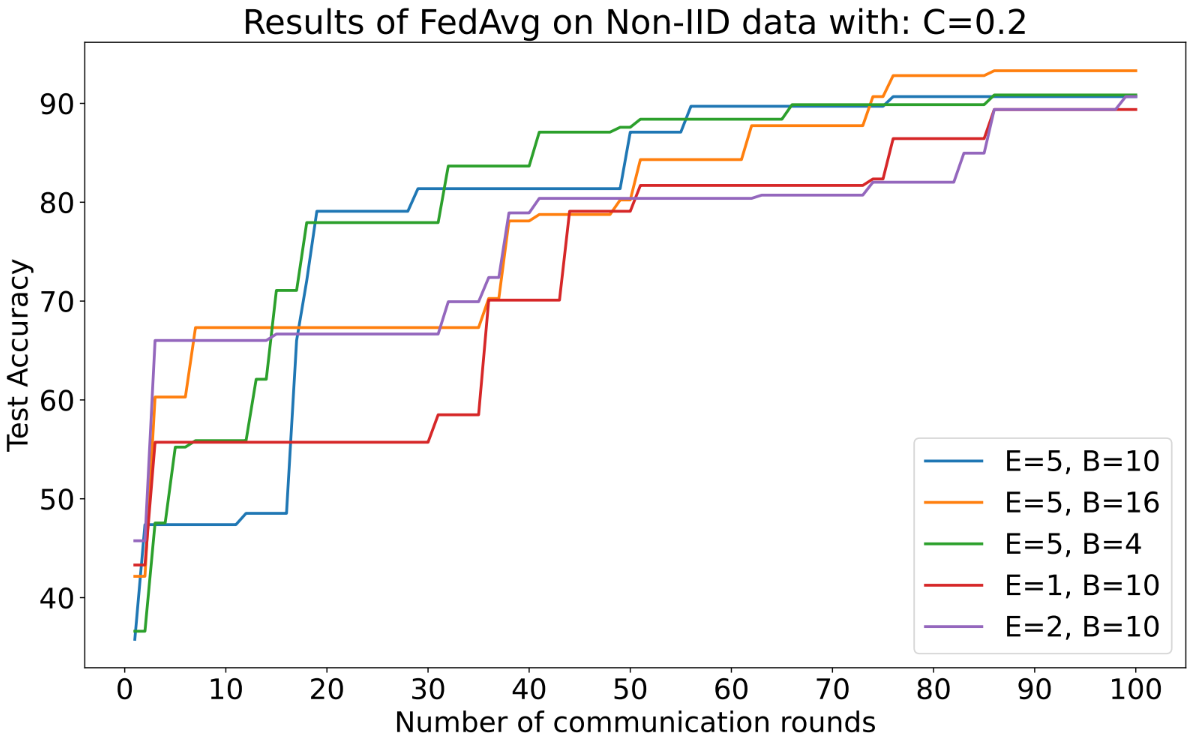 Results of FedAvg on Non-IID data with: C=0.2
Test Accuracy
90
80
70
60
50
40
E=5, B=10
E=5, B=16
E=5, B=4
E=1, B=10
E=2, B=10
0 10 20 30 40 50 60 70 80 90 100
Number of communication rounds